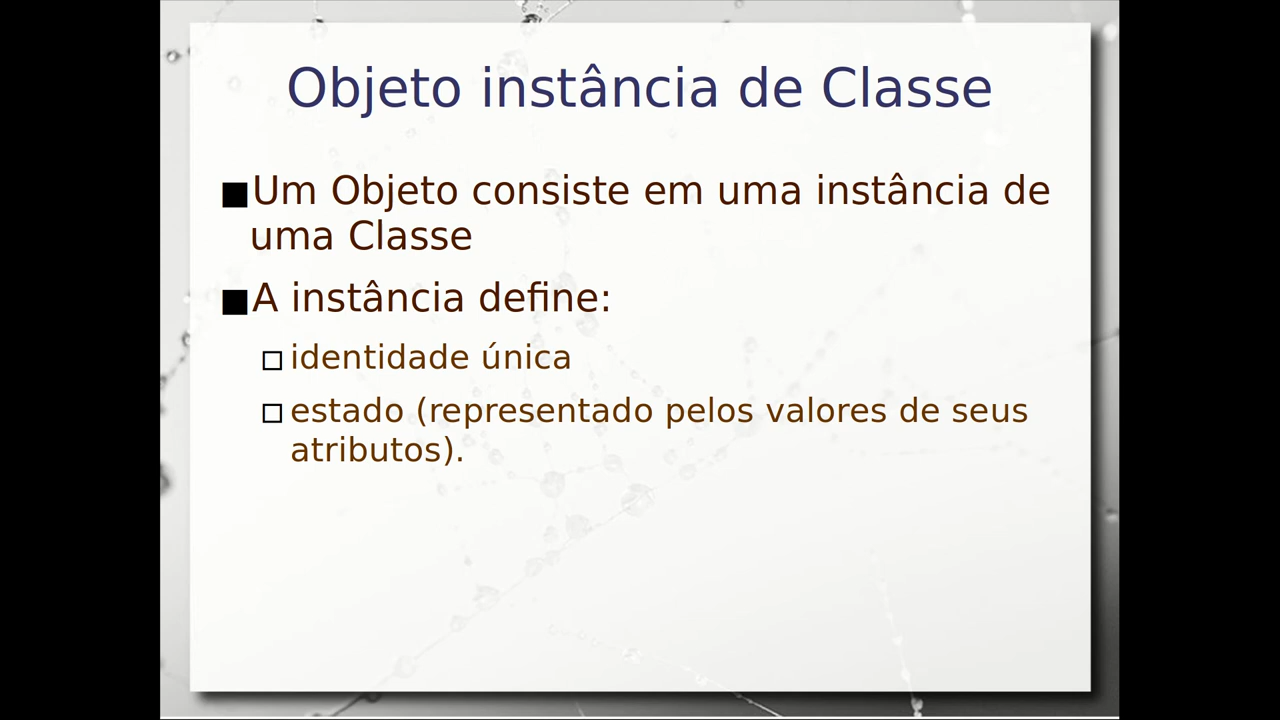 Objeto instância de Classe
■Um Objeto consiste em uma instância de
uma Classe
■A instância define:
□ identidade única
□ estado (representado pelos valores de seus
atributos).